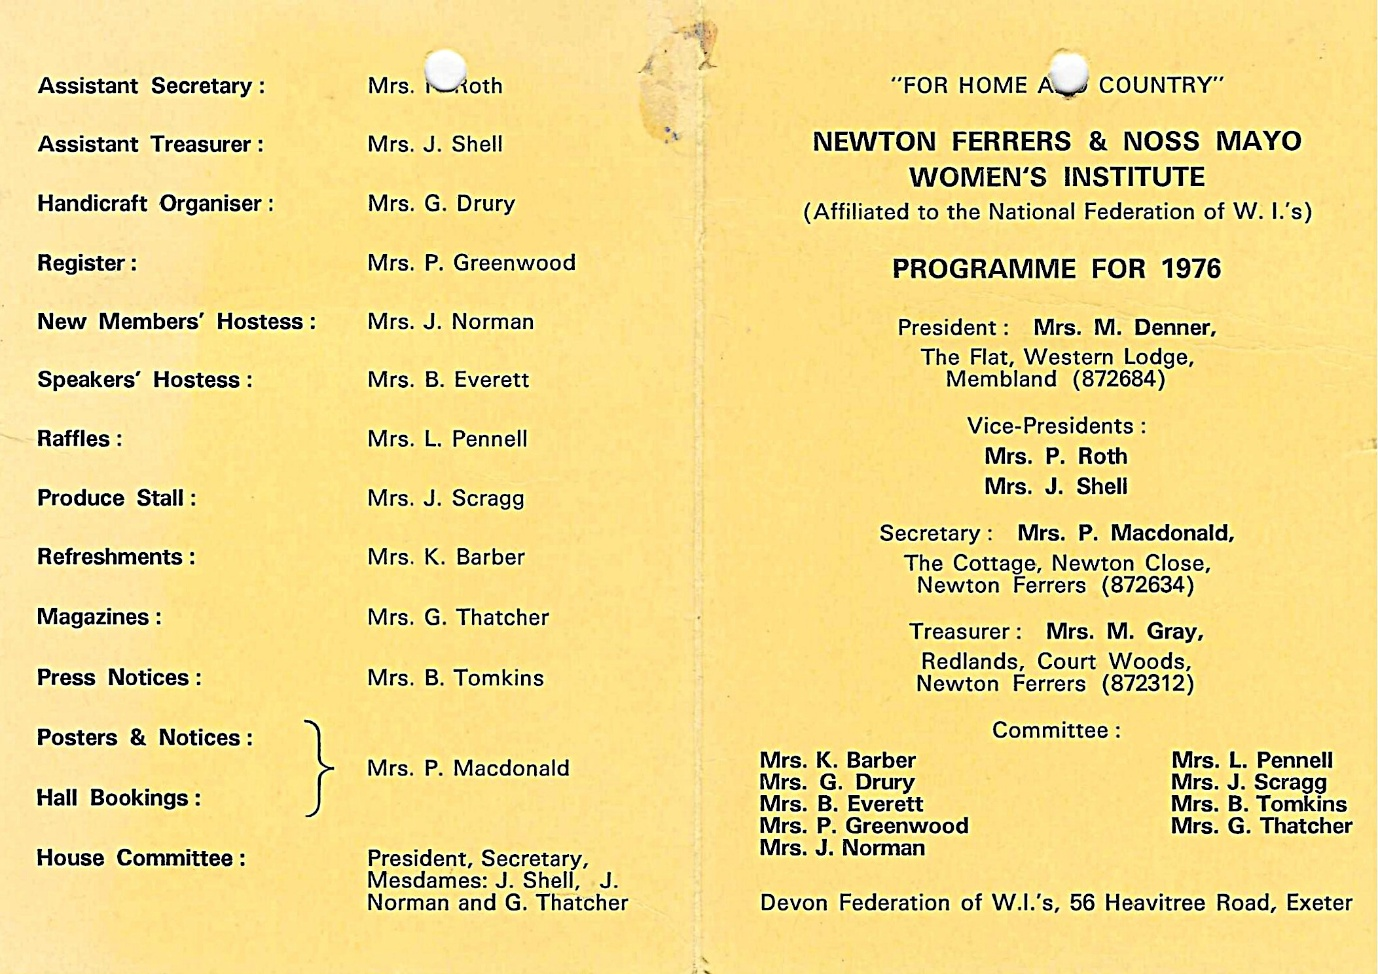 Assistant Secretary: Mrs. Roth
Assistant Treasurer: Mrs. J. Shell
Handicraft Organiser: Mrs. G. Drury
Register: Mrs. P. Greenwood
New Members' Hostess: Mrs. J. Norman
Speakers' Hostess: Mrs. B. Everett
Raffles: Mrs. L. Pennell
Produce Stall: Mrs. J. Scragg
Refreshments: Mrs. K. Barber
Magazines: Mrs. G. Thatcher
Press Notices: Mrs. B. Tomkins
Posters & Notices:
Mrs. P. Macdonald
Hall Bookings:
House Committee: President, Secretary,
Mesdames: J. Shell, J.
Norman and G. Thatcher
"FOR HOME AND COUNTRY"
NEWTON FERRERS & NOSS MAYO
WOMEN'S INSTITUTE
(Affiliated to the National Federation of W. I.'s)
PROGRAMME FOR 1976
President: Mrs. M. Denner,
The Flat, Western Lodge,
Membland (872684)
Vice-Presidents:
Mrs. P. Roth
Mrs. J. Shell
Secretary: Mrs. P. Macdonald,
The Cottage, Newton Close,
Newton Ferrers (872634)
Treasurer: Mrs. M. Gray,
Redlands, Court Woods,
Newton Ferrers (872312)
Committee:
Mrs. K. Barber
Mrs. G. Drury
Mrs. B. Everett
Mrs. P. Greenwood
Mrs. J. Norman
Mrs. L. Pennell
Mrs. J. Scragg
Mrs. B. Tomkins
Mrs. G. Thatcher
Devon Federation of W.I.'s, 56 Heavitree Road, Exeter